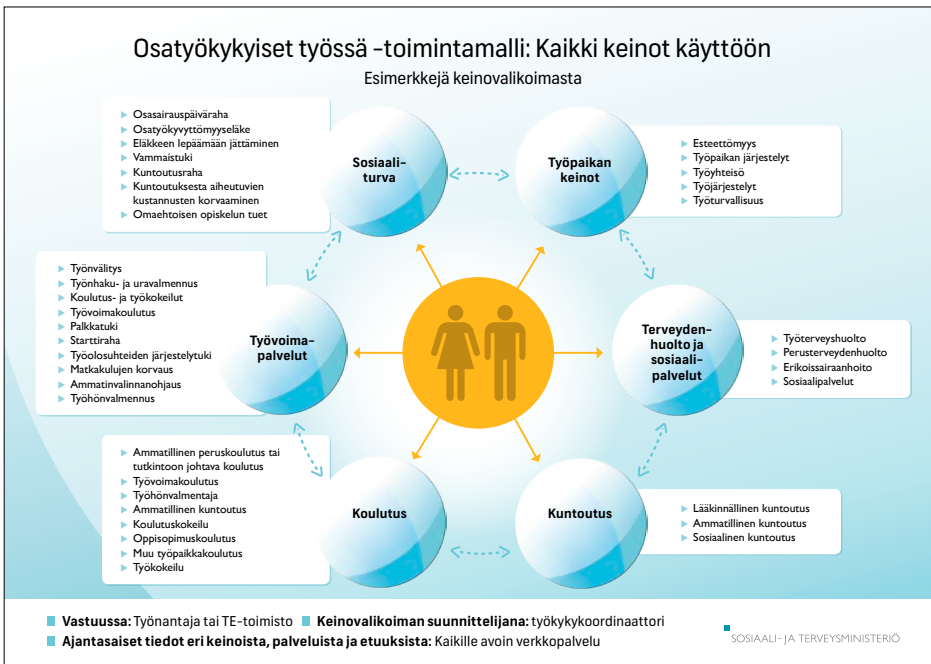 Osatyökykyiset työssä -toimintamalli: Kaikki keinot käyttöön
Esimerkkejä keinovalikoimasta
Osasairauspäiväraha
Osatyökyvyttömyyseläke
Eläkkeen lepäämään jättäminen
Vammaistuki
Kuntoutusraha
Kuntoutuksesta aiheutuvien
kustannusten korvaaminen
Omaehtoisen opiskelun tuet
Sosiaali-
turva
Työpaikan
keinot
Esteettömyys
Työpaikan järjestelyt
Työyhteisö
Työjärjestelyt
Työturvallisuus
Työnvälitys
Työnhaku- ja uravalmennus
Koulutus- ja työkokeilut
Työvoimakoulutus
Palkkatuki
Starttiraha
Työolosuhteiden järjestelytuki
Matkakulujen korvaus
Ammatinvalinnanohjaus
Työhönvalmennus
Työvoima-
palvelut
Terveyden-
huolto ja
sosiaali-
palvelut
Työterveyshuolto
Perusterveydenhuolto
Erikoissairaanhoito
Sosiaalipalvelut
Ammatillinen peruskoulutus tai
tutkintoon johtava koulutus
Työvoimakoulutus
Työhönvalmentaja
Ammatillinen kuntoutus
Koulutuskokeilu
Oppisopimuskoulutus
Muu työpaikkakoulutus
Työkokeilu
Koulutus
Kuntoutus
Lääkinnällinen kuntoutus
Ammatillinen kuntoutus
Sosiaalinen kuntoutus
Vastuussa: Työnantaja tai TE-toimisto Keinovalikoiman suunnittelijana: työkykykoordinaattori
Ajantasaiset tiedot eri keinoista, palveluista ja etuuksista: Kaikille avoin verkkopalvelu
SOSIAALI- JA TERVEYSMINISTERIÖ